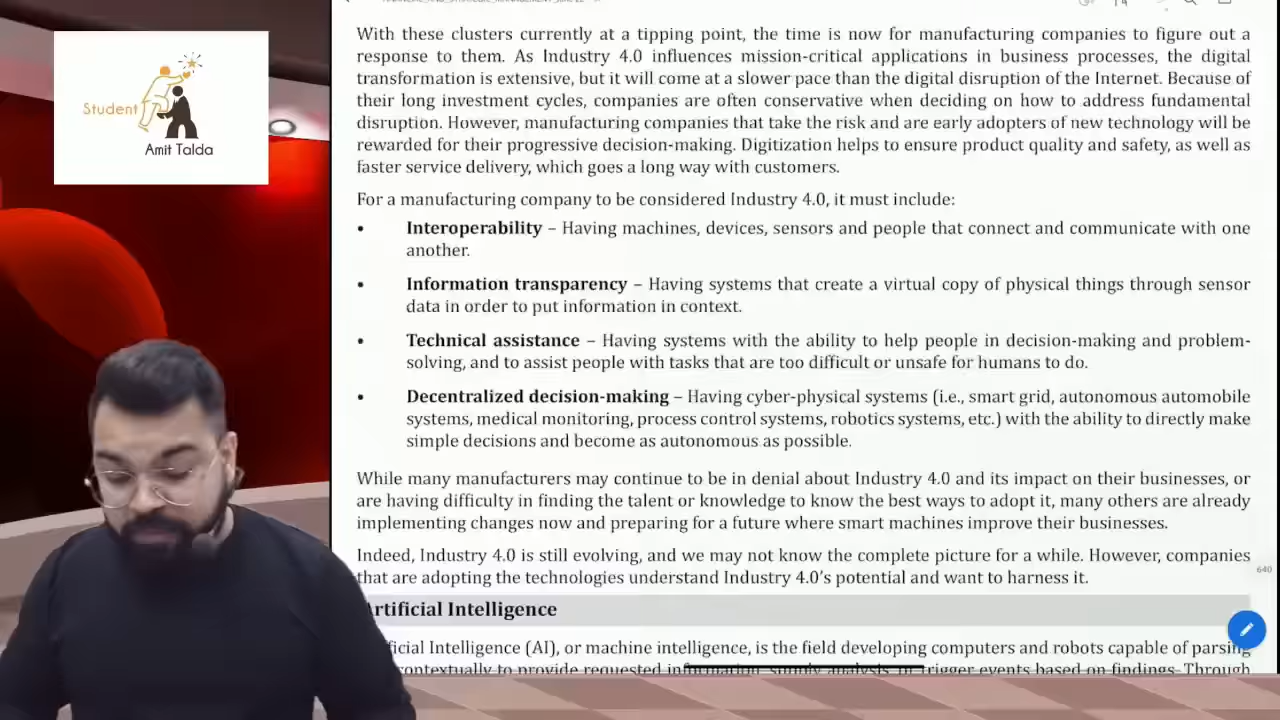 Student
Amit Talda
With these clusters currently at a tipping point, the time is now for manufacturing companies to figure out a
response to them. As Industry 4.0 influences mission-critical applications in business processes, the digital
transformation is extensive, but it will come at a slower pace than the digital disruption of the Internet. Because of
their long investment cycles, companies are often conservative when deciding on how to address fundamental
disruption. However, manufacturing companies that take the risk and are early adopters of new technology will be
rewarded for their progressive decision-making. Digitization helps to ensure product quality and safety, as well as
faster service delivery, which goes a long way with customers.
For a manufacturing company to be considered Industry 4.0, it must include:
• Interoperability – Having machines, devices, sensors and people that connect and communicate with one
another.
• Information transparency – Having systems that create a virtual copy of physical things through sensor
data in order to put information in context.
• Technical assistance – Having systems with the ability to help people in decision-making and problem-
solving, and to assist people with tasks that are too difficult or unsafe for humans to do.
• Decentralized decision-making – Having cyber-physical systems (i.e., smart grid, autonomous automobile
systems, medical monitoring, process control systems, robotics systems, etc.) with the ability to directly make
simple decisions and become as autonomous as possible.
While many manufacturers may continue to be in denial about Industry 4.0 and its impact on their businesses, or
are having difficulty in finding the talent or knowledge to know the best ways to adopt it, many others are already
implementing changes now and preparing for a future where smart machines improve their businesses.
Indeed, Industry 4.0 is still evolving, and we may not know the complete picture for a while. However, companies
that are adopting the technologies understand Industry 4.0's potential and want to harness it.
640
Artificial Intelligence
ficial Intelligence (AI), or machine intelligence, is the field developing computers and robots capable of parsing
contextually to provide requested information, supply analysis, or trigger events based on findings. Through